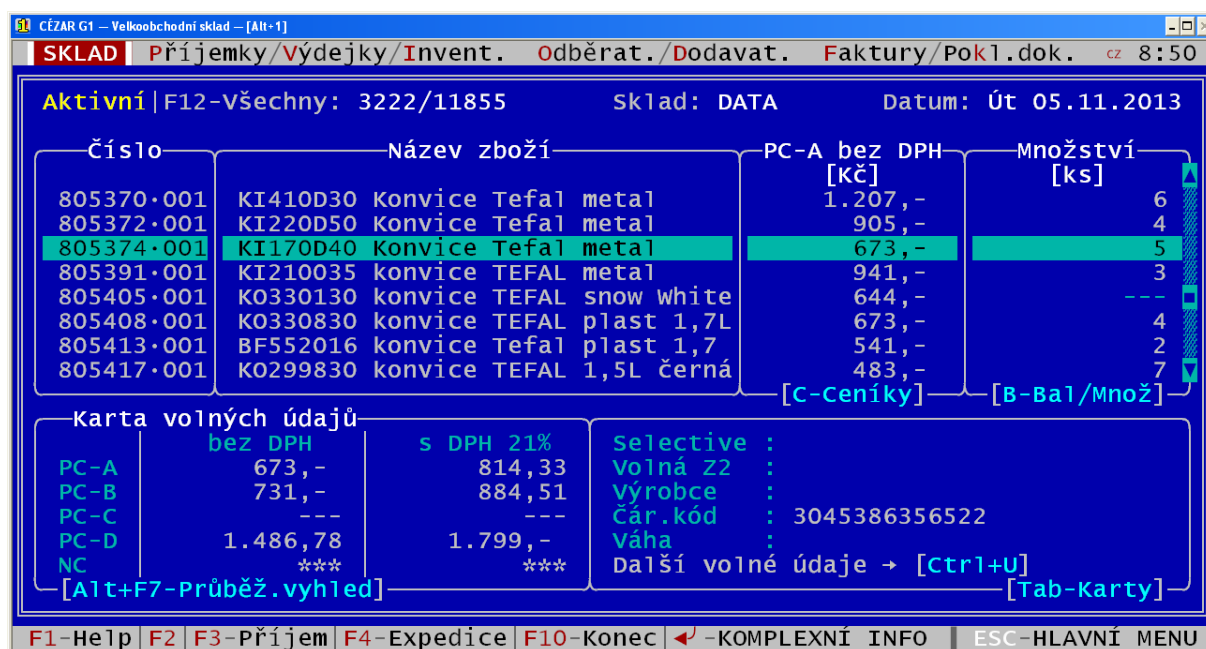 CÉZAR G1 — Velkoobchodní sklad — [Alt+1]
SKLAD Příjemky/Výdejky/Invent. Odběrat./Dodavat. Faktury/Pokl.dok. cz 8:50
Aktivní|F12-Všechny: 3222/11855 Sklad: DATA Datum: Út 05.11.2013
Číslo Název zboží PC-A bez DPH Množství
[Kč] [ks]
805370·001 KI410D30 Konvice Tefal metal 1.207,- 6
805372·001 KI220D50 Konvice Tefal metal 905,- 4
805374·001 KI170D40 Konvice Tefal metal 673,- 5
805391·001 KI210035 konvice TEFAL metal 941,- 3
805405·001 KO330130 konvice TEFAL snow White 644,- ---
805408·001 KO330830 konvice TEFAL plast 1,7L 673,- 4
805413·001 BF552016 konvice Tefal plast 1,7 541,- 2
805417·001 KO299830 konvice TEFAL 1,5L černá 483,- 7
[C-Ceníky] [B-Bal/Množ]
Karta volných údajů
bez DPH s DPH 21% Selective :
PC-A 673,- 814,33 Volná Z2 :
PC-B 731,- 884,51 Výrobce :
PC-C --- --- Čár.kód : 3045386356522
PC-D 1.486,78 1.799,- Váha :
NC *** *** Další volné údaje → [Ctrl+U]
[Alt+F7-Průběž.vyhled] [Tab-Karty]
F1-Help|F2|F3-Příjem|F4-Expedice|F10-Konec|↵-KOMPLEXNÍ INFO ESC-HLAVNÍ MENU